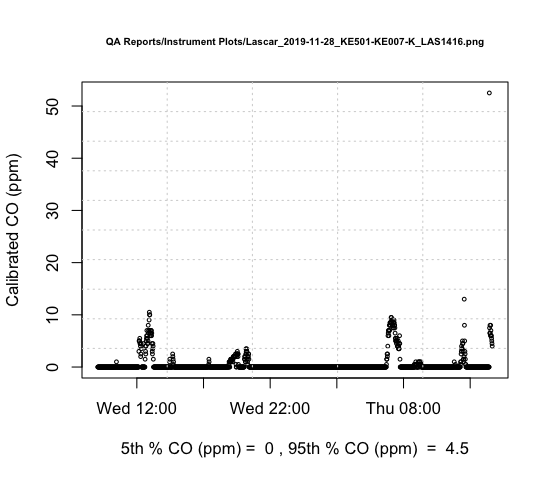 QA Reports/Instrument Plots/Lascar_2019-11-28_KE501-KE007-K_LAS1416.png
Calibrated CO (ppm)
50
40
30
20
10
0
Wed 12:00 Wed 22:00 Thu 08:00
5th % CO (ppm) = 0 , 95th % CO (ppm) = 4.5